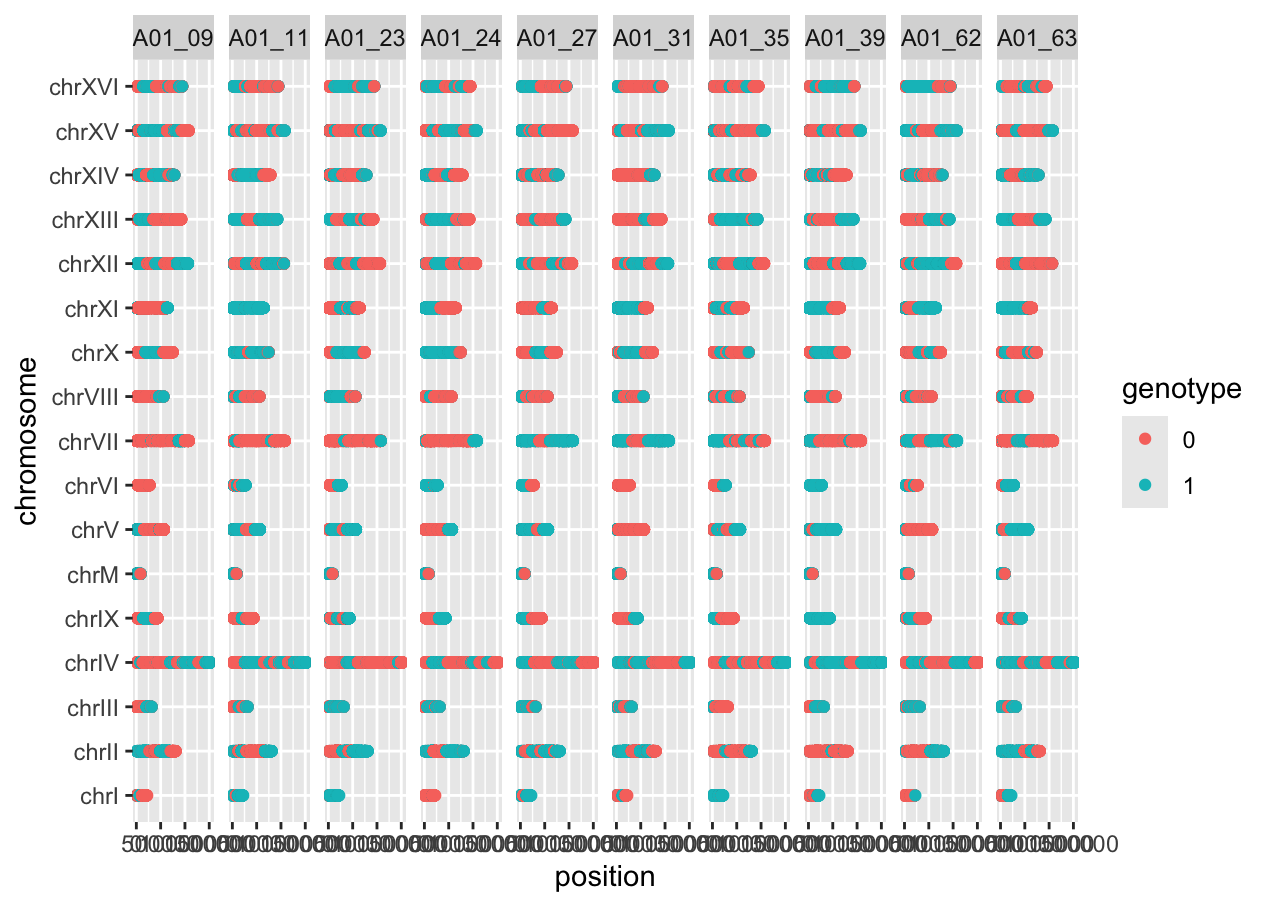 A01_09 A01_11 A01_23 A01_24 A01_27 A01_31 A01_35 A01_39 A01_62 A01_63
chrXVI
chrXV
chrXIV
chrXIII
chrXII
chrXI
chrX
chrVIII
chrVII
chrVI
chrV
chrM
chrIX
chrIV
chrIII
chrII
chrI
chromosome
position
genotype
0
1